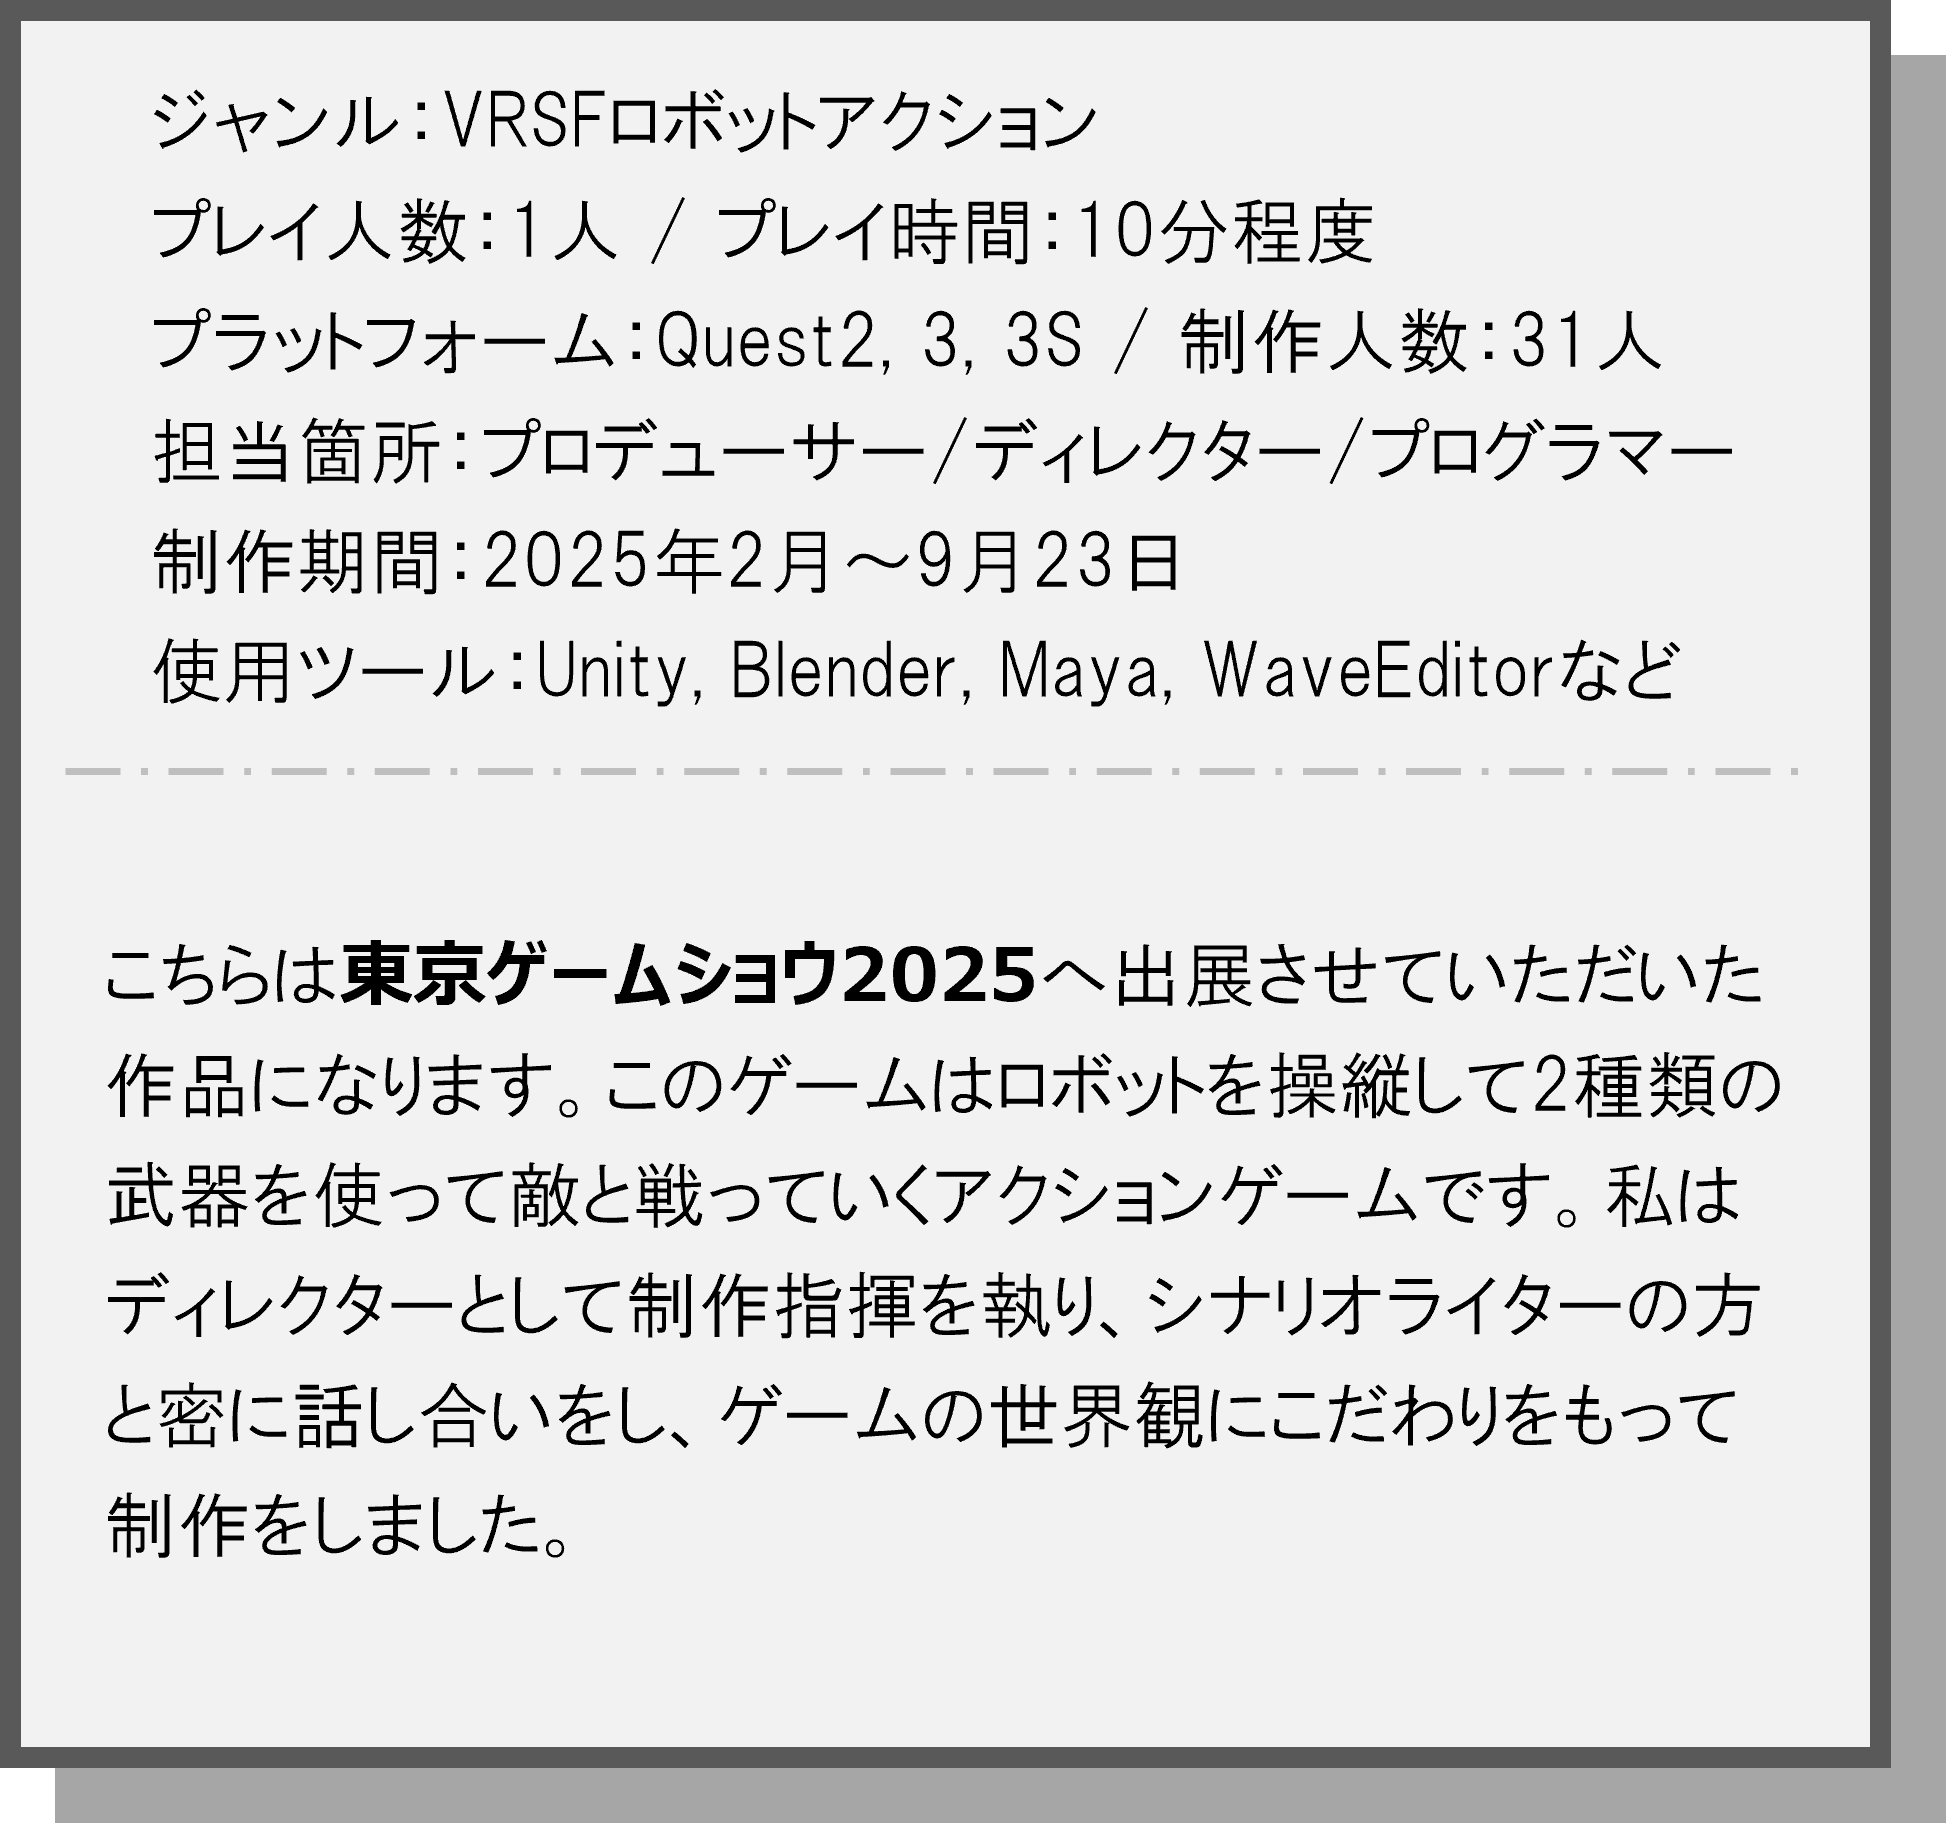 ジャンル：VRSFロボットアクション
プレイ人数：1人 / プレイ時間：10分程度
プラットフォーム：Quest2, 3, 3S / 制作人数：31人
担当箇所：プロデューサー/ディレクター/プログラマー
制作期間：2025年2月～9月23日
使用ツール：Unity, Blender, Maya, WaveEditorなど
こちらは東京ゲームショウ2025へ出展させていただいた
作品になります。このゲームはロボットを操縦して2種類の
武器を使って敵と戦っていくアクションゲームです。私は
ディレクターとして制作指揮を執り、シナリオライターの方
と密に話し合いをし、ゲームの世界観にこだわりをもって
制作をしました。